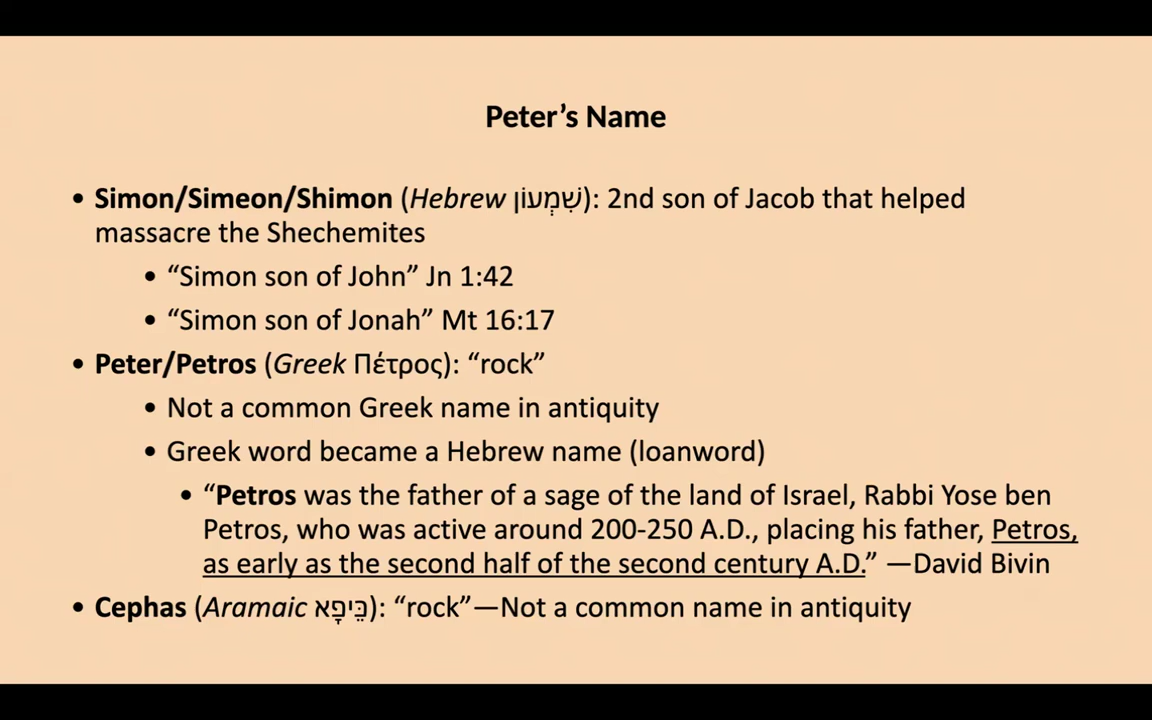 Peter’s Name
• Simon/Simeon/Shimon (Hebrew שִׁמְעוֹן): 2nd son of Jacob that helped
massacre the Shechemites
• “Simon son of John” Jn 1:42
• “Simon son of Jonah” Mt 16:17
• Peter/Petros (Greek Πέτρος): “rock”
• Not a common Greek name in antiquity
• Greek word became a Hebrew name (loanword)
• “Petros was the father of a sage of the land of Israel, Rabbi Yose ben
Petros, who was active around 200-250 A.D., placing his father, Petros,
as early as the second half of the second century A.D.” —David Bivin
• Cephas (Aramaic כֵּיפָא): “rock”—Not a common name in antiquity